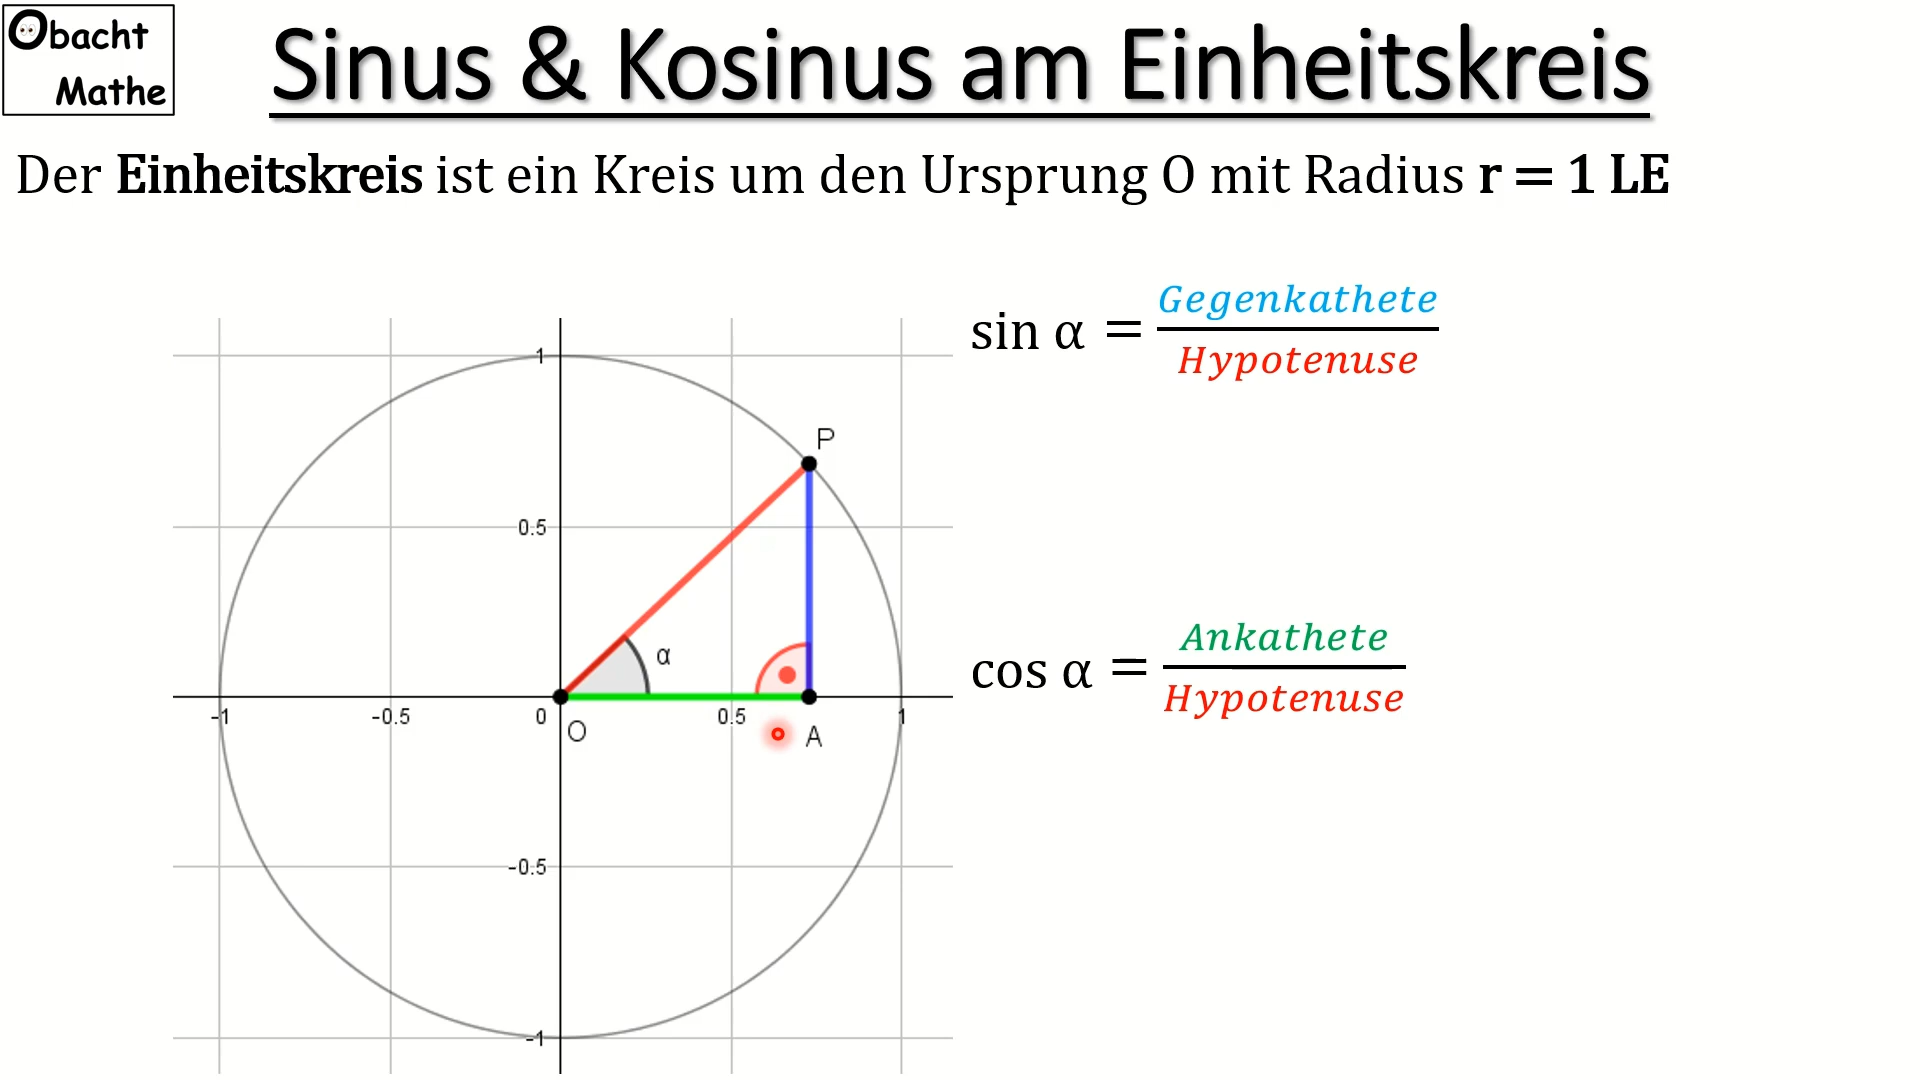 Obacht
Mathe
Sinus & Kosinus am Einheitskreis
Der Einheitskreis ist ein Kreis um den Ursprung O mit Radius r = 1 LE
sin α = Gegenkathete / Hypotenuse
cos α = Ankathete / Hypotenuse
1
P
0.5
α
-1 -0.5 0 0.5 1
O A
-0.5
-1